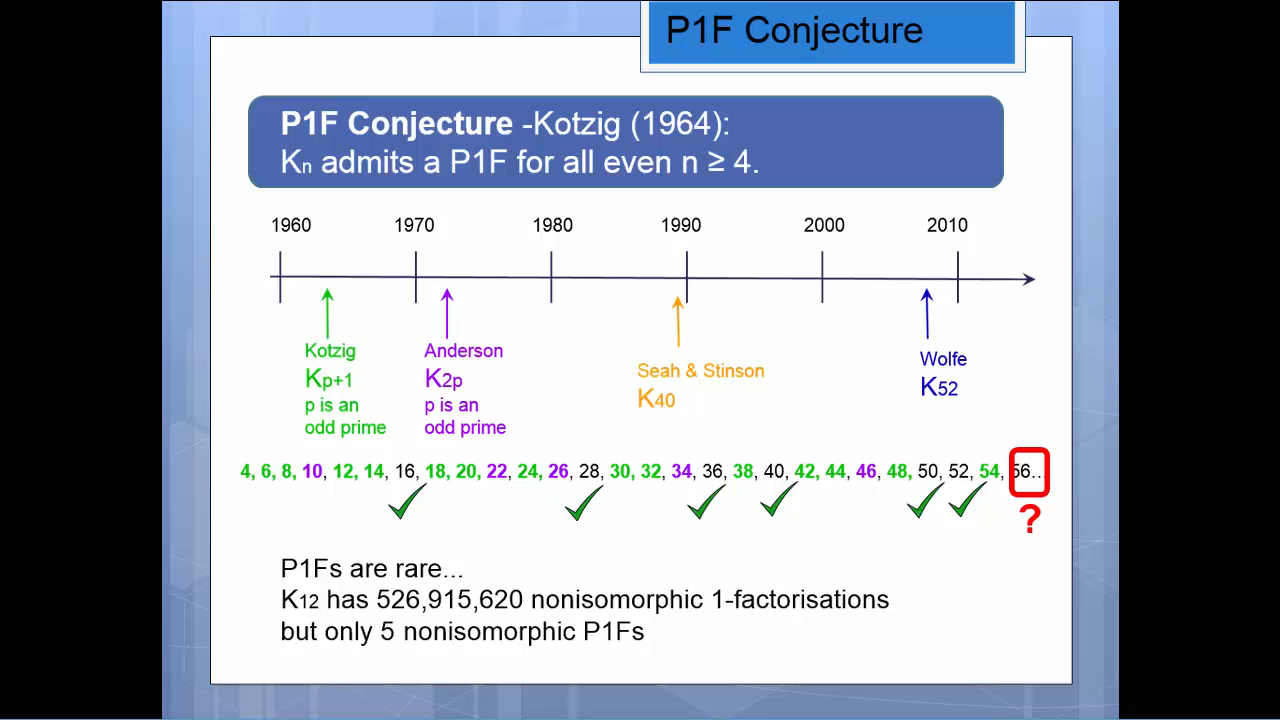 P1F Conjecture
P1F Conjecture -Kotzig (1964):
Kn admits a P1F for all even n ≥ 4.
1960 1970 1980 1990 2000 2010
Kotzig
Kp+1
p is an
odd prime
Anderson
K2p
p is an
odd prime
Seah & Stinson
K40
Wolfe
K52
4, 6, 8, 10, 12, 14, 16, 18, 20, 22, 24, 26, 28, 30, 32, 34, 36, 38, 40, 42, 44, 46, 48, 50, 52, 54, 56..
?
P1Fs are rare...
K12 has 526,915,620 nonisomorphic 1-factorisations
but only 5 nonisomorphic P1Fs